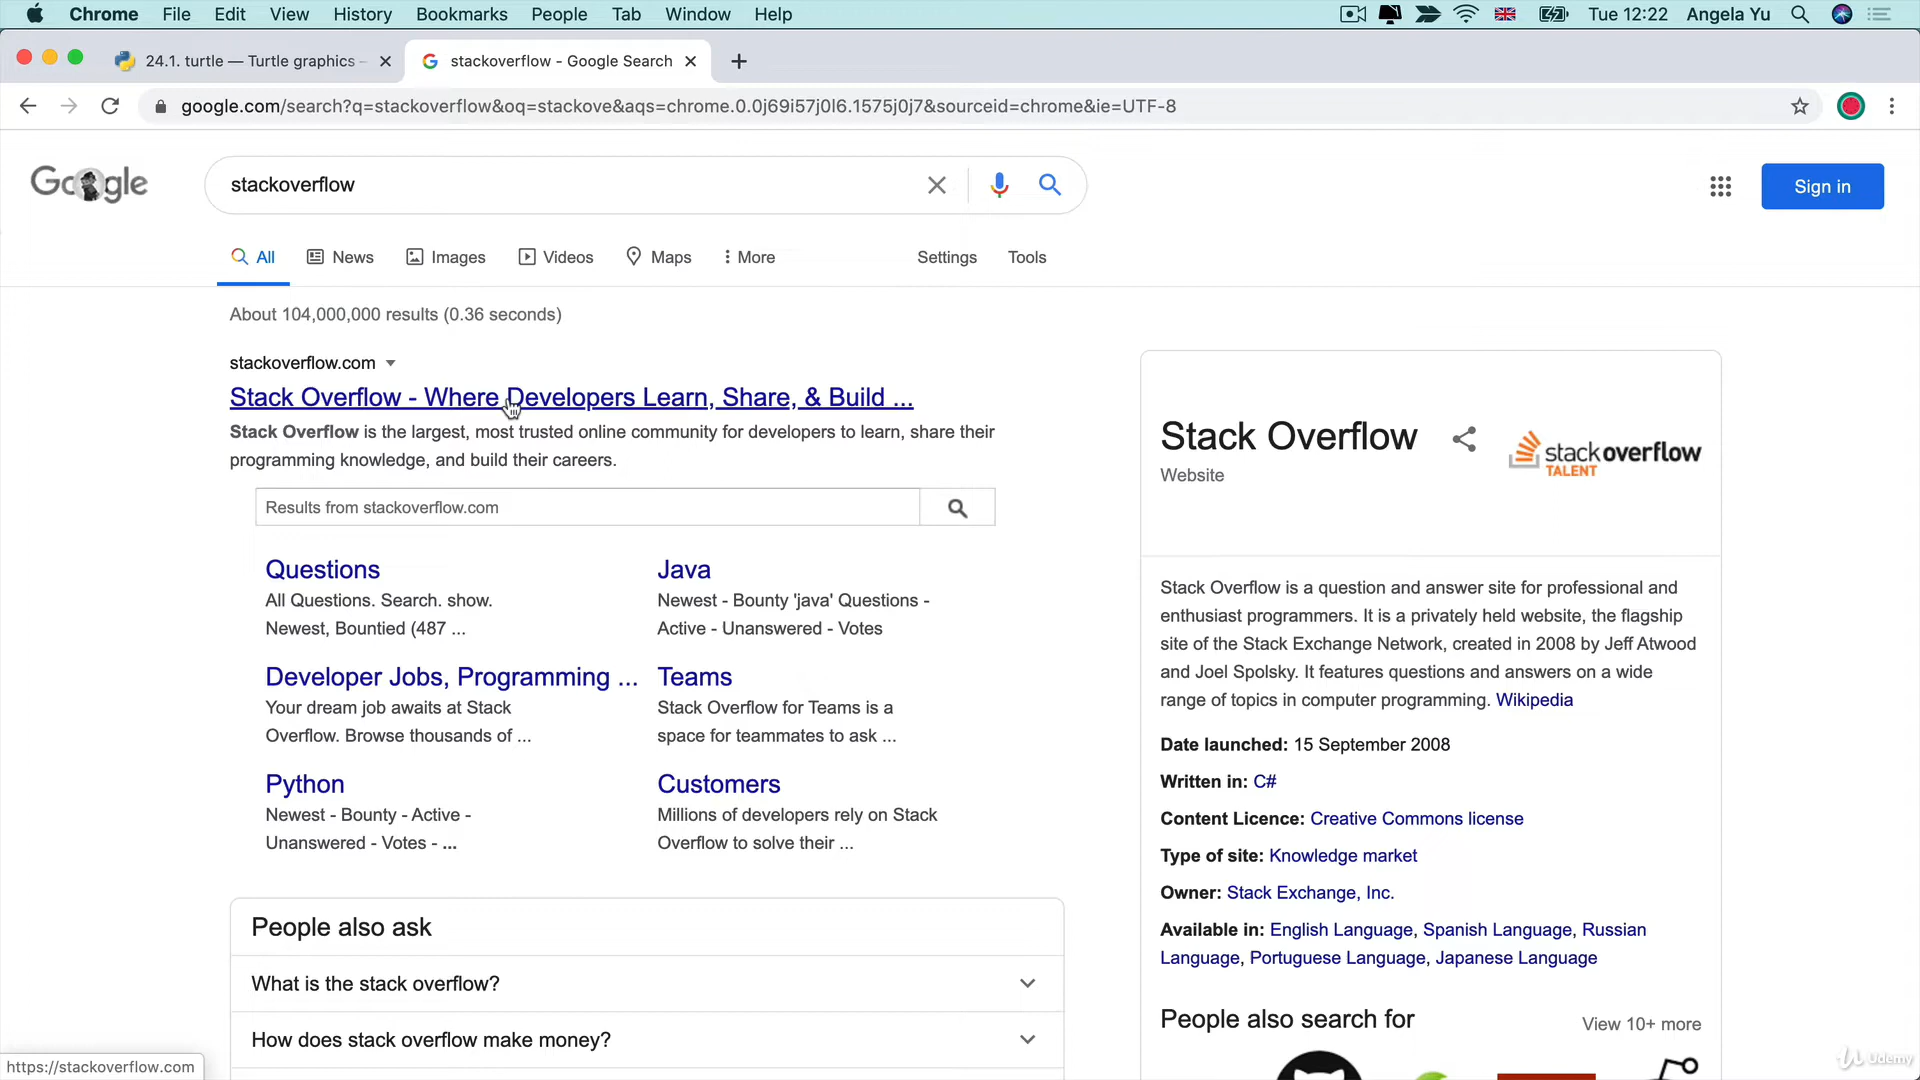 Chrome File Edit View History Bookmarks People Tab Window Help Tue 12:22 Angela Yu
24.1. turtle — Turtle graphics – stackoverflow - Google Search
google.com/search?q=stackoverflow&oq=stackove&aqs=chrome.0.0j69i57j0l6.1575j0j7&sourceid=chrome&ie=UTF-8
Google stackoverflow Sign in
All News Images Videos Maps More Settings Tools
About 104,000,000 results (0.36 seconds)
stackoverflow.com
Stack Overflow - Where Developers Learn, Share, & Build ...
Stack Overflow is the largest, most trusted online community for developers to learn, share their
programming knowledge, and build their careers.
Results from stackoverflow.com
Questions
All Questions. Search. show.
Newest, Bountied (487 ...
Java
Newest - Bounty 'java' Questions -
Active - Unanswered - Votes
Developer Jobs, Programming ...
Your dream job awaits at Stack
Overflow. Browse thousands of ...
Teams
Stack Overflow for Teams is a
space for teammates to ask ...
Python
Newest - Bounty - Active -
Unanswered - Votes - ...
Customers
Millions of developers rely on Stack
Overflow to solve their ...
People also ask
What is the stack overflow?
How does stack overflow make money?
https://stackoverflow.com
Stack Overflow
Website
stackoverflow
TALENT
Stack Overflow is a question and answer site for professional and
enthusiast programmers. It is a privately held website, the flagship
site of the Stack Exchange Network, created in 2008 by Jeff Atwood
and Joel Spolsky. It features questions and answers on a wide
range of topics in computer programming. Wikipedia
Date launched: 15 September 2008
Written in: C#
Content Licence: Creative Commons license
Type of site: Knowledge market
Owner: Stack Exchange, Inc.
Available in: English Language, Spanish Language, Russian
Language, Portuguese Language, Japanese Language
People also search for
View 10+ more
Udemy